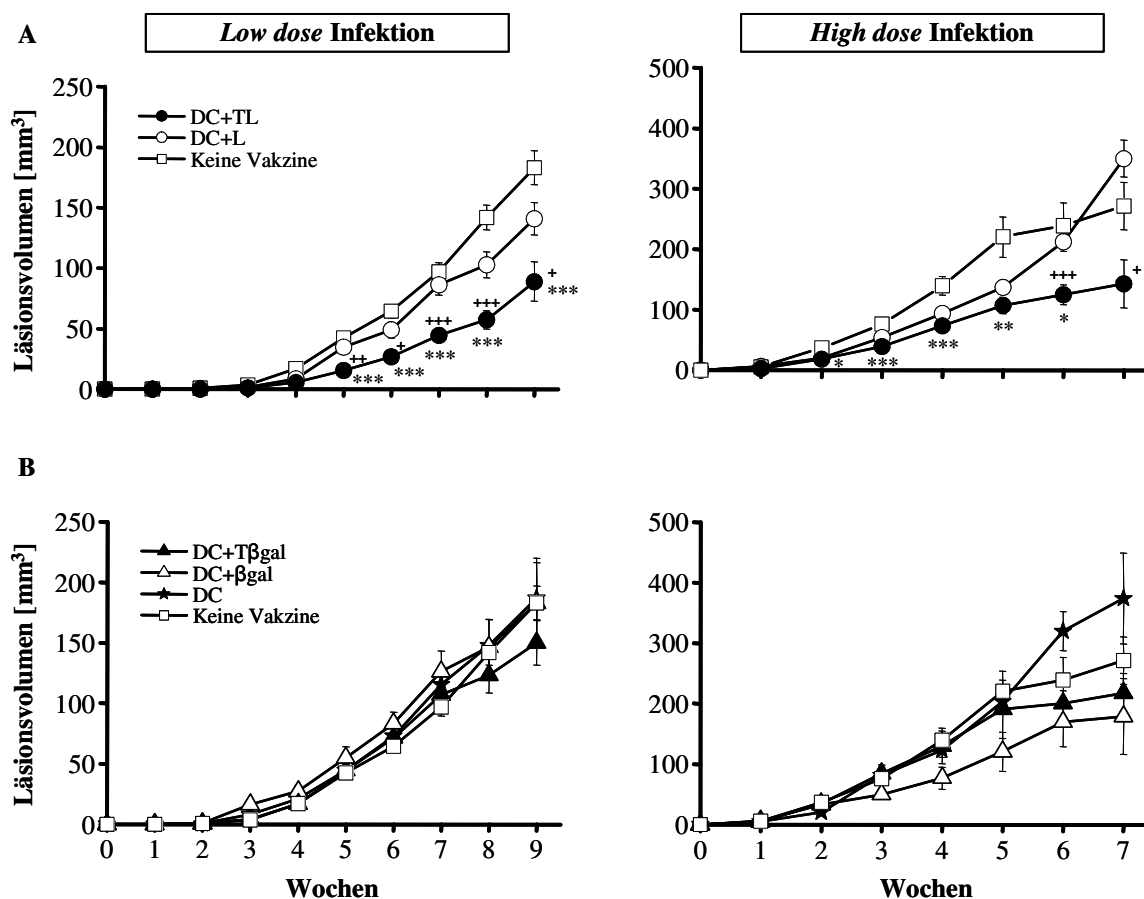 A
Low dose Infektion
High dose Infektion
Läsionsvolumen [mm³]
250
200
150
100
50
0
DC+TL
DC+L
Keine Vakzine
++
***
+
***
+++
***
+++
***
+
***
500
400
300
200
100
0
*
***
***
**
+++
*
+
B
Läsionsvolumen [mm³]
250
200
150
100
50
0
DC+Tβgal
DC+βgal
DC
Keine Vakzine
0 1 2 3 4 5 6 7 8 9
Wochen
500
400
300
200
100
0
0 1 2 3 4 5 6 7
Wochen